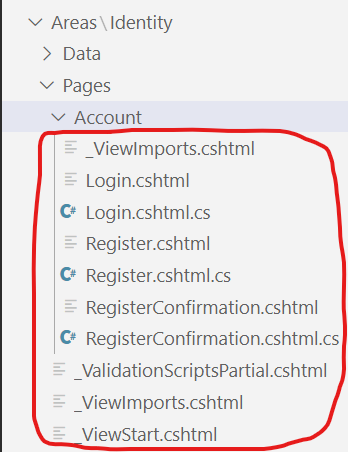 Areas\Identity
Data
Pages
Account
_ViewImports.cshtml
Login.cshtml
C# Login.cshtml.cs
Register.cshtml
C# Register.cshtml.cs
RegisterConfirmation.cshtml
C# RegisterConfirmation.cshtml.cs
_ValidationScriptsPartial.cshtml
_ViewImports.cshtml
_ViewStart.cshtml